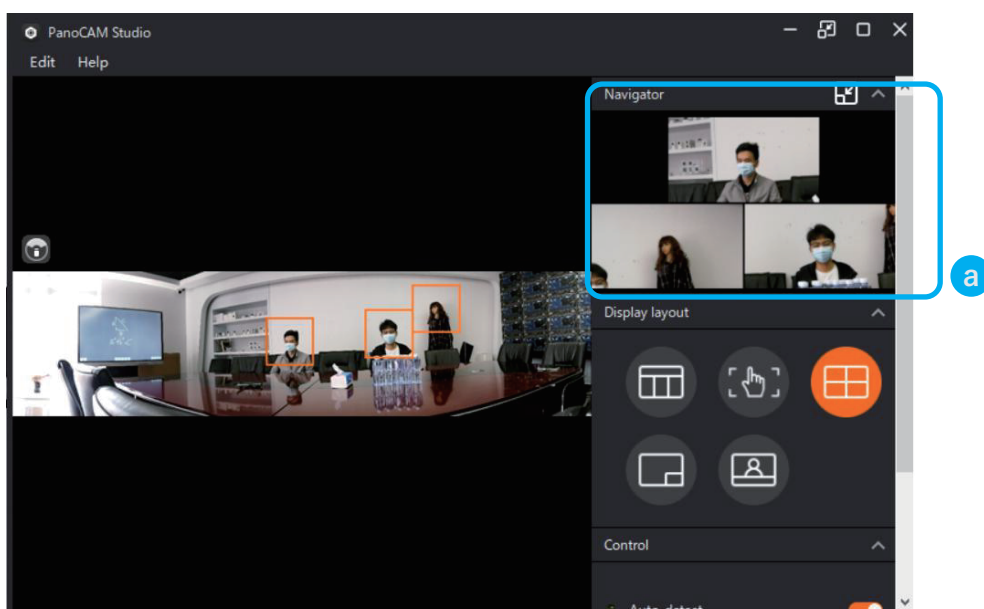 PanoCAM Studio
Edit Help
Navigator
a
Display layout
Control
Auto-detect